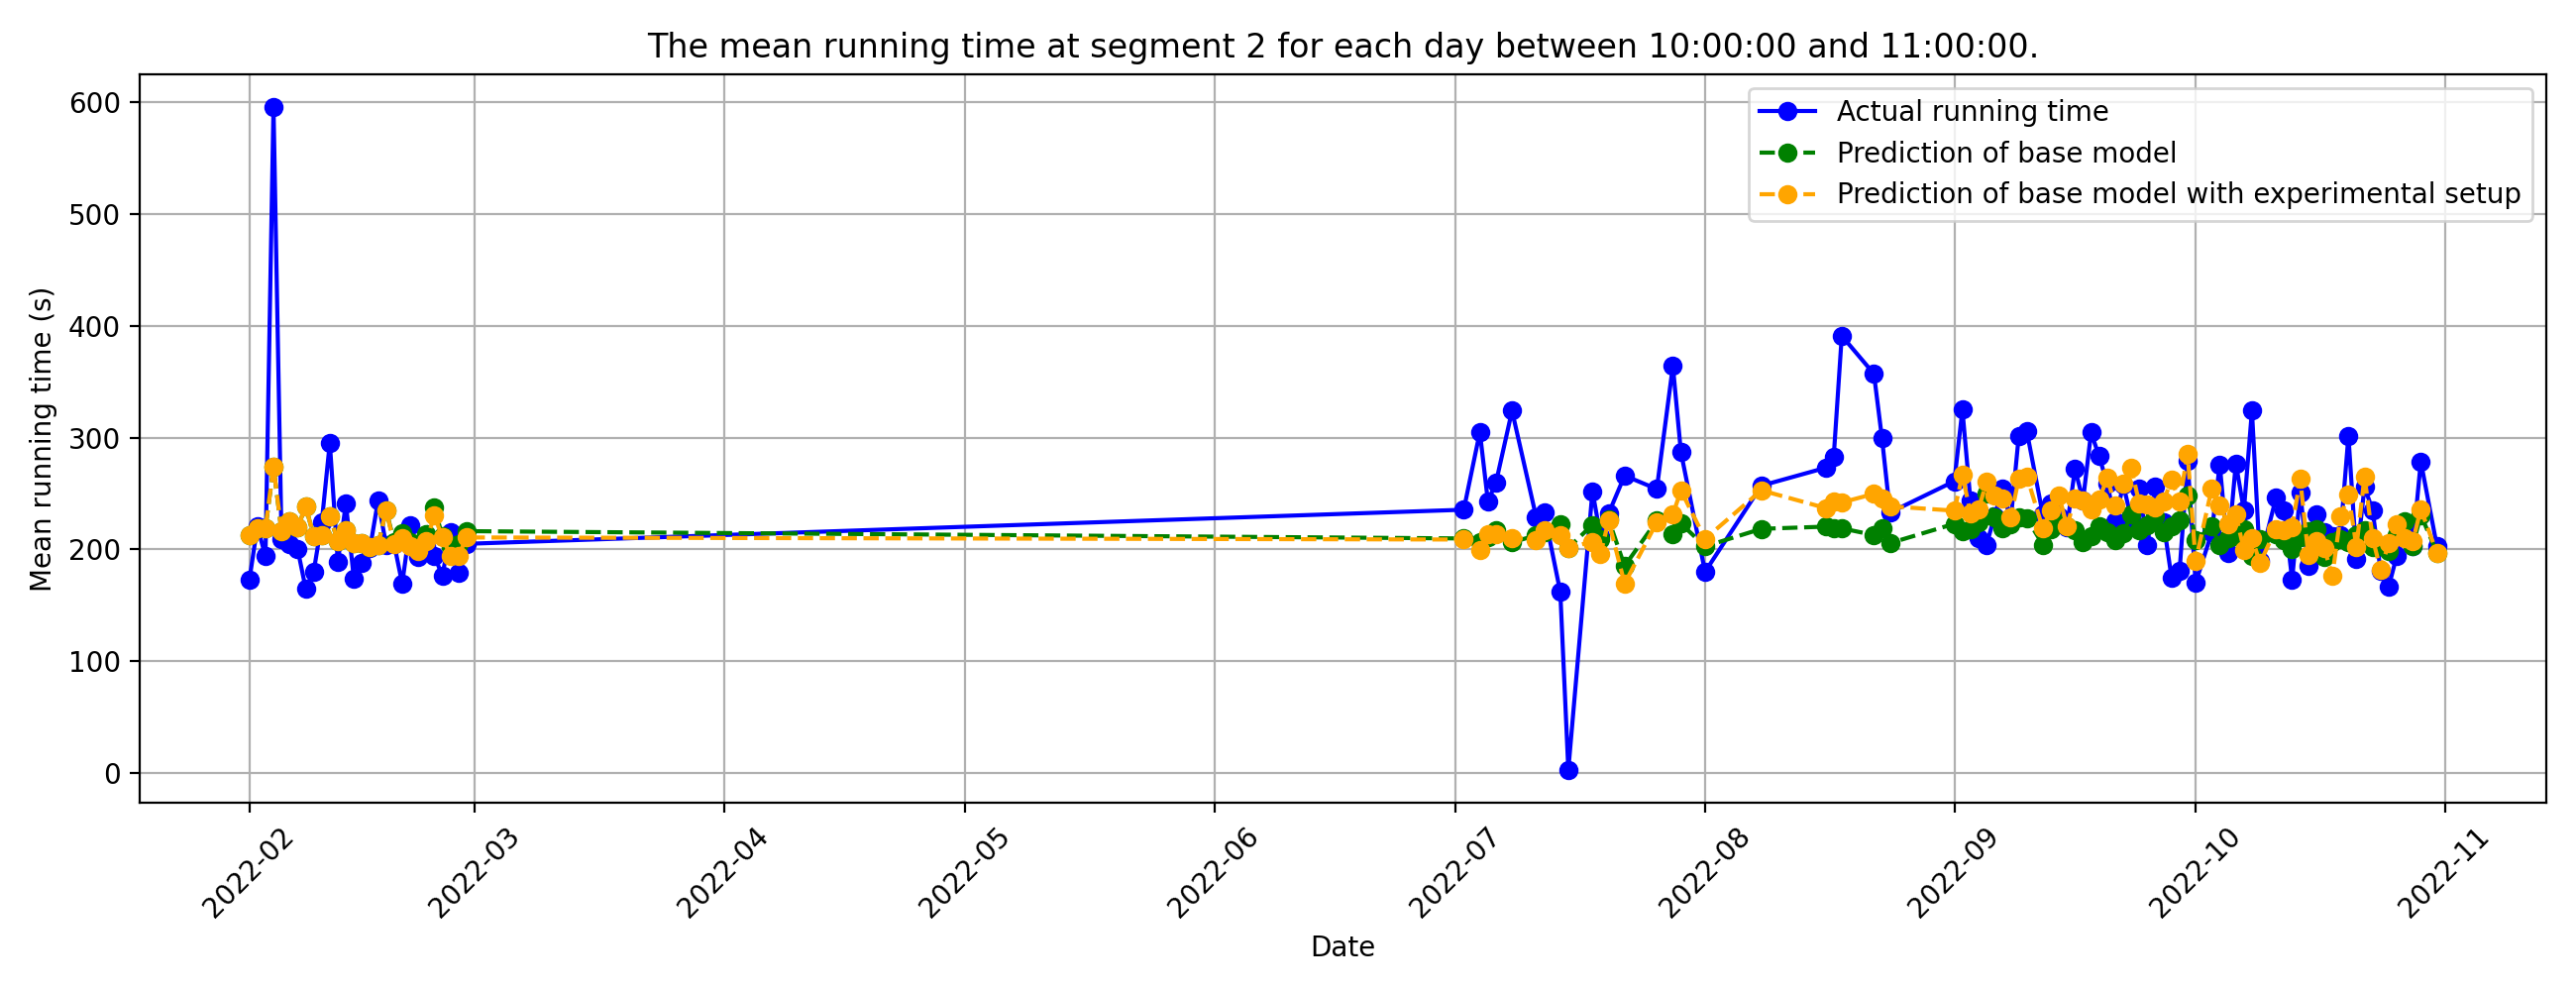 The mean running time at segment 2 for each day between 10:00:00 and 11:00:00.
Actual running time
Prediction of base model
Prediction of base model with experimental setup
Mean running time (s)
600
500
400
300
200
100
0
2022-02
2022-03
2022-04
2022-05
2022-06
2022-07
2022-08
2022-09
2022-10
2022-11
Date